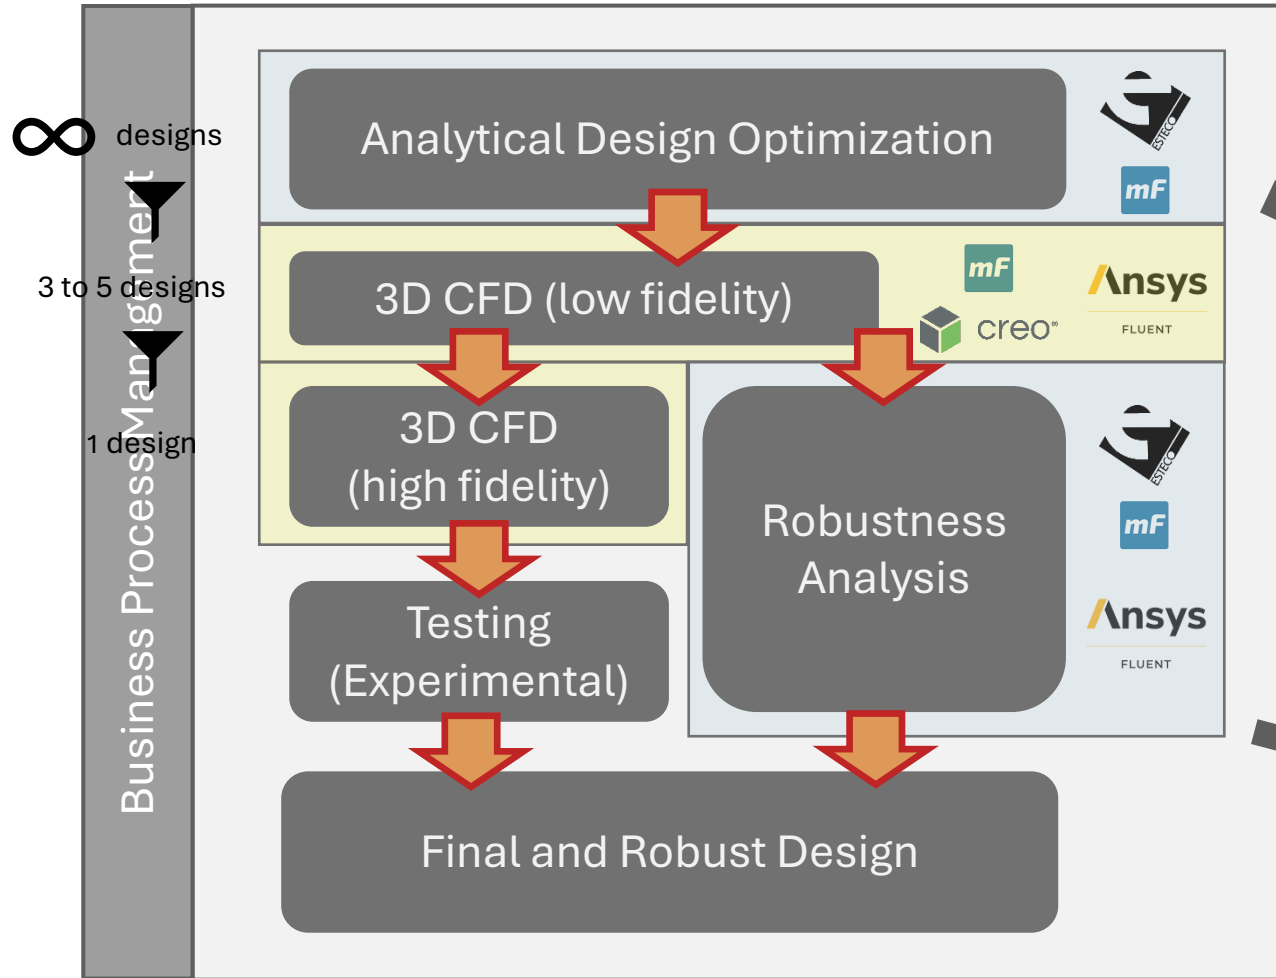 Business Process Management
∞ designs
3 to 5 designs
1 design
Analytical Design Optimization
ESTECO
mF
3D CFD (low fidelity)
mF
creo®
Ansys
FLUENT
3D CFD
(high fidelity)
Robustness
Analysis
ESTECO
mF
Ansys
FLUENT
Testing
(Experimental)
Final and Robust Design